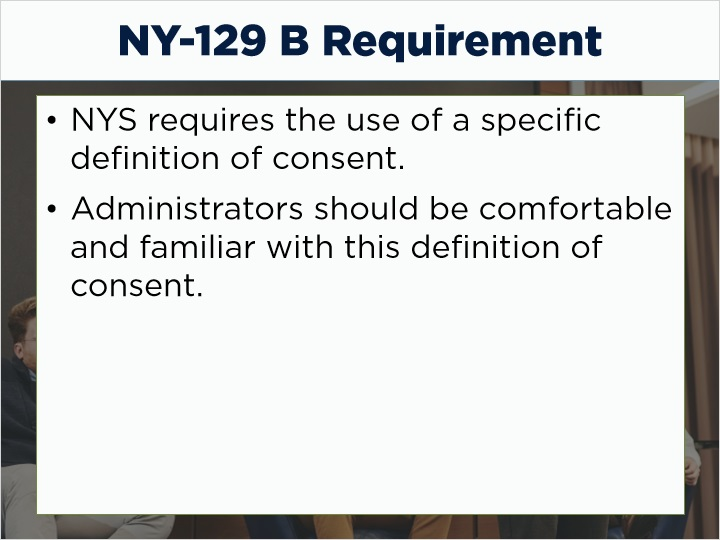 NY-129 B Requirement
• NYS requires the use of a specific
definition of consent.
• Administrators should be comfortable
and familiar with this definition of
consent.